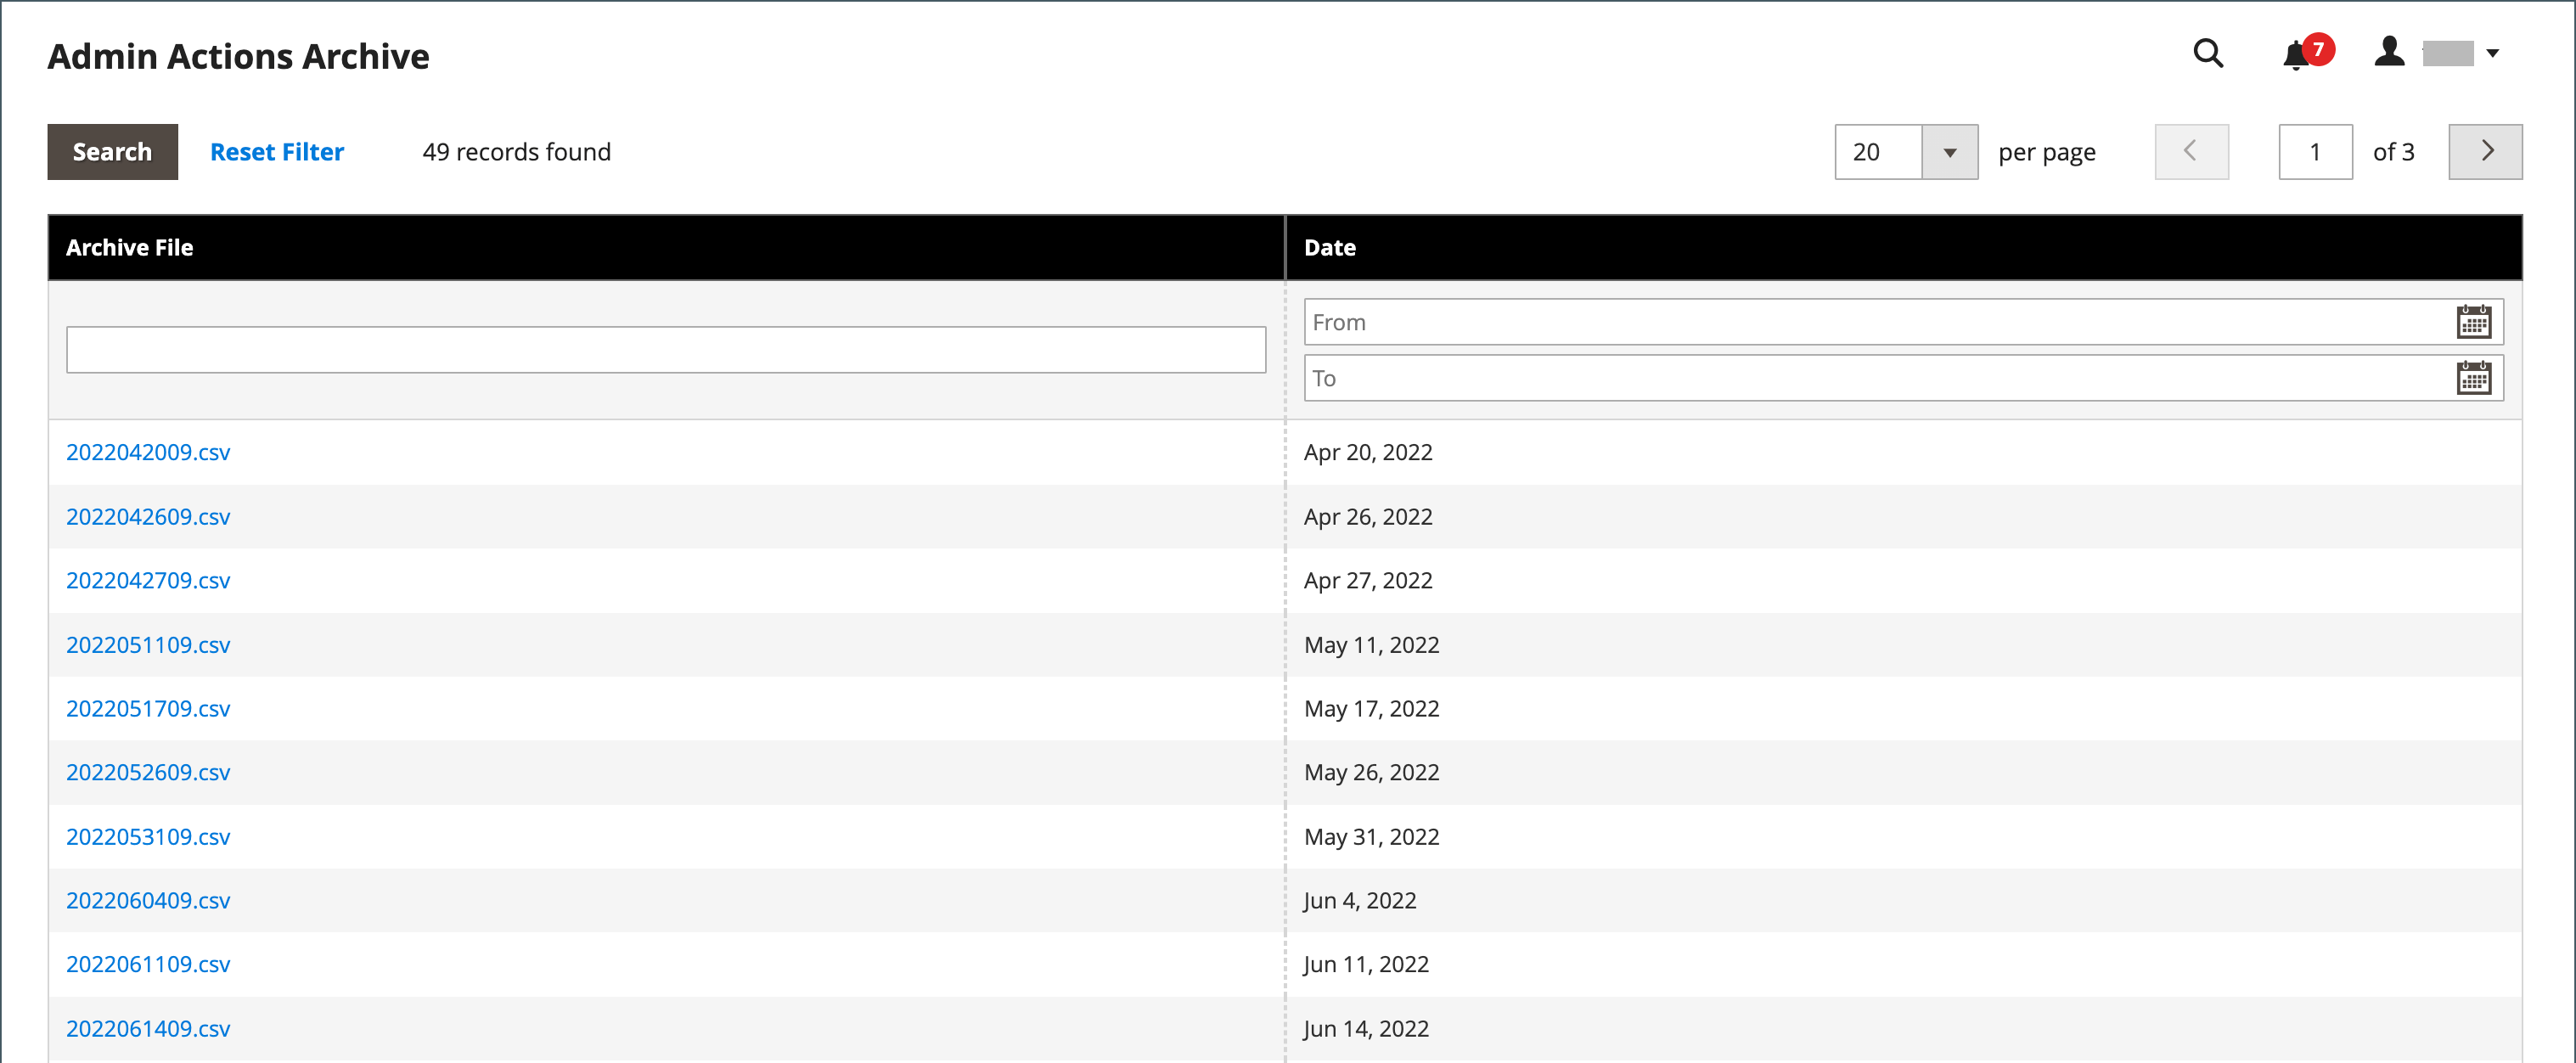 Admin Actions Archive
7
Search Reset Filter 49 records found 20 per page 1 of 3
Archive File Date
From
To
2022042009.csv Apr 20, 2022
2022042609.csv Apr 26, 2022
2022042709.csv Apr 27, 2022
2022051109.csv May 11, 2022
2022051709.csv May 17, 2022
2022052609.csv May 26, 2022
2022053109.csv May 31, 2022
2022060409.csv Jun 4, 2022
2022061109.csv Jun 11, 2022
2022061409.csv Jun 14, 2022